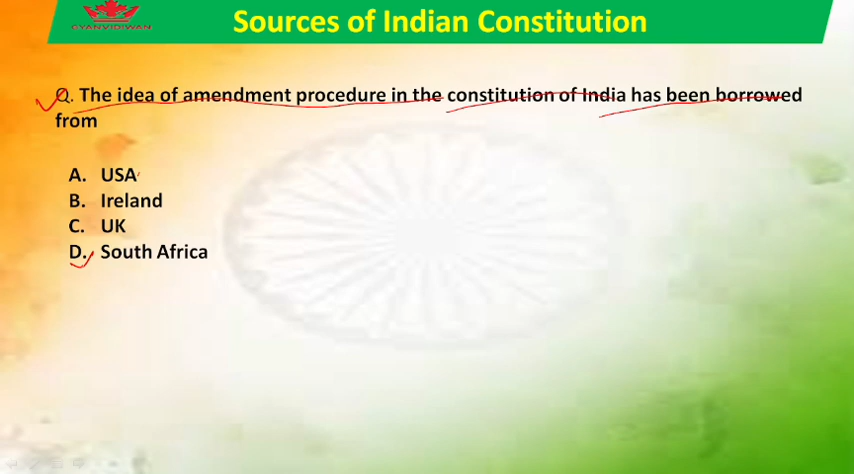 GYANVIDIWAN
Sources of Indian Constitution
Q. The idea of amendment procedure in the constitution of India has been borrowed
from
A. USA
B. Ireland
C. UK
D. South Africa